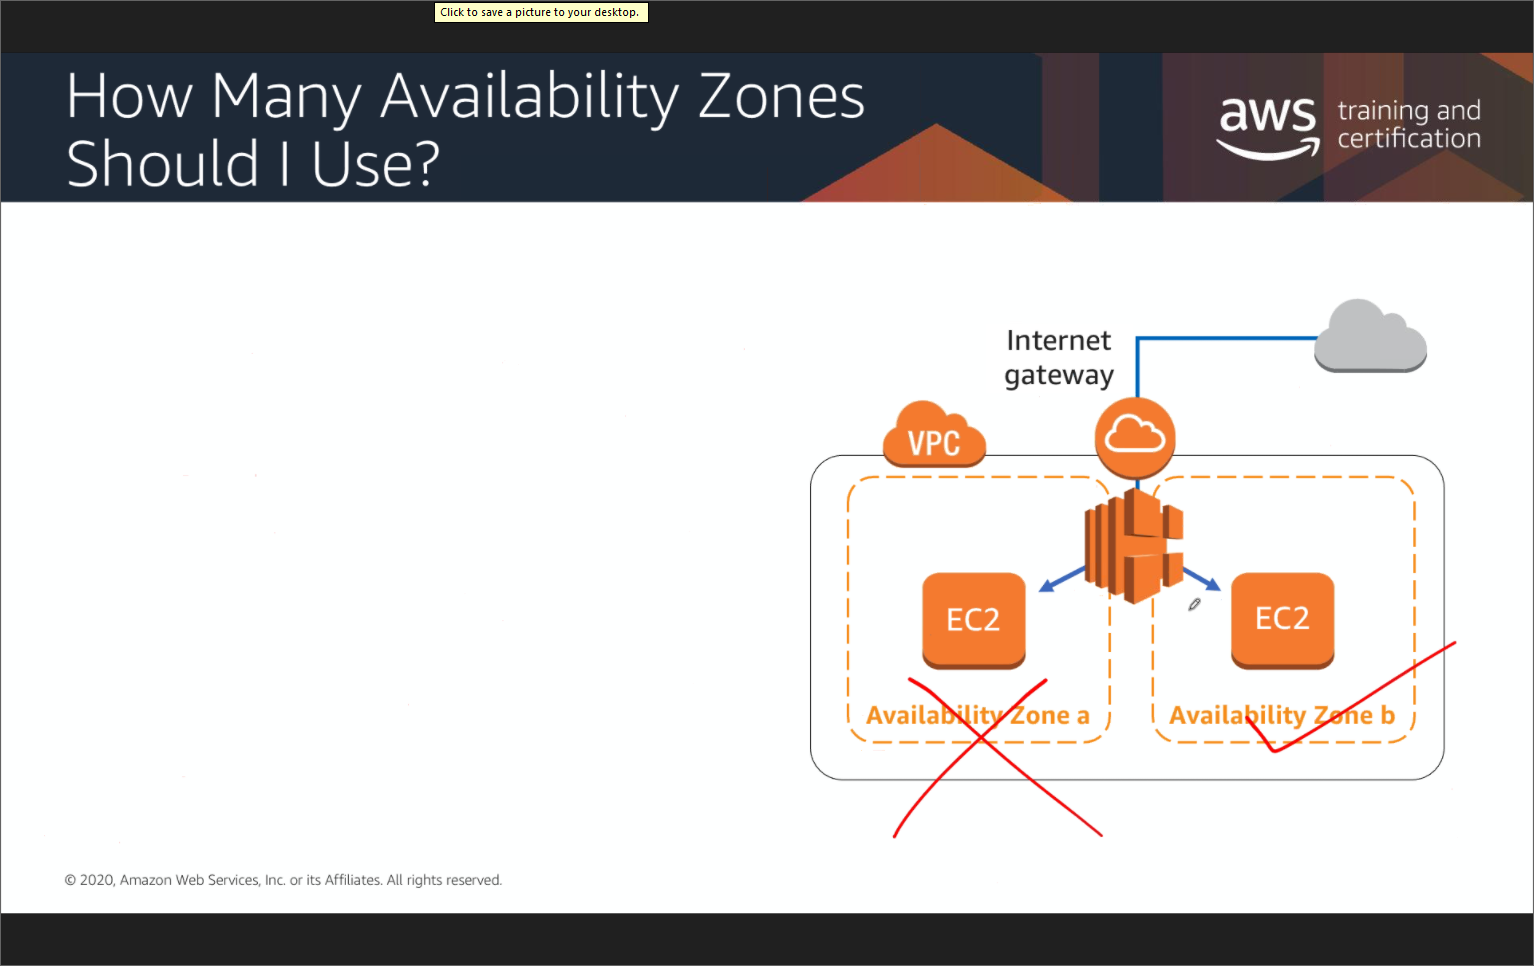 Click to save a picture to your desktop.
How Many Availability Zones
Should I Use?
aws
training and
certification
Internet
gateway
VPC
EC2
EC2
Availability Zone a
Availability Zone b
© 2020, Amazon Web Services, Inc. or its Affiliates. All rights reserved.